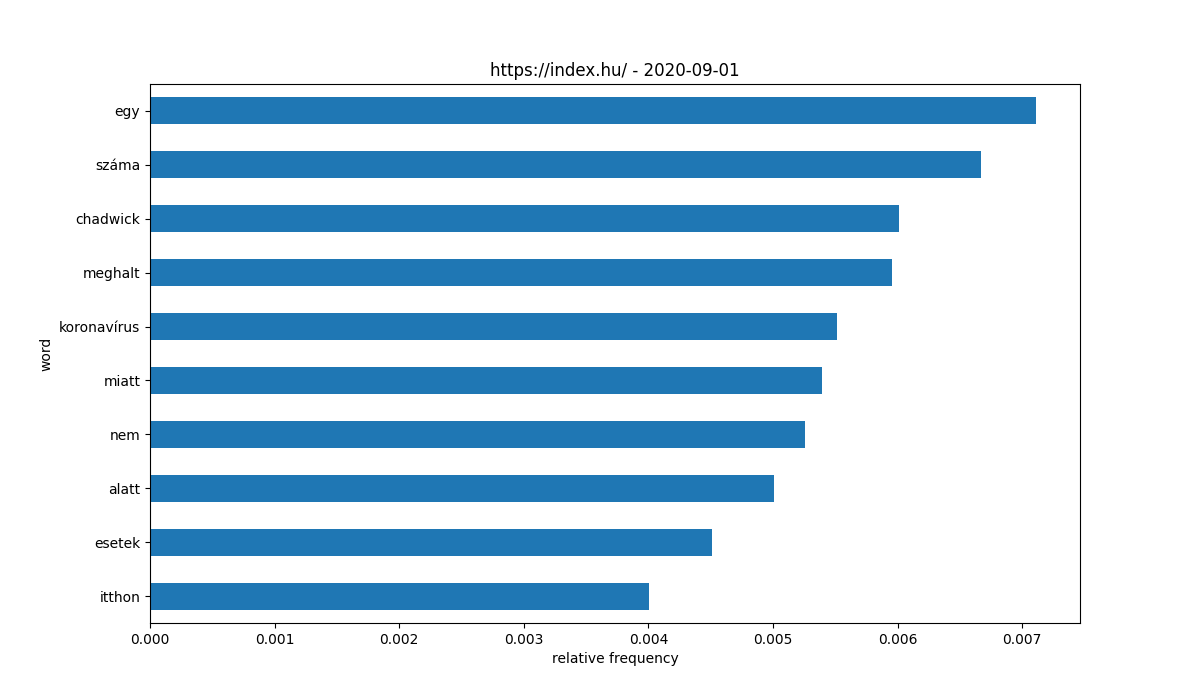 https://index.hu/ - 2020-09-01
egy
száma
chadwick
meghalt
koronavírus
miatt
nem
alatt
esetek
itthon
word
0.000 0.001 0.002 0.003 0.004 0.005 0.006 0.007
relative frequency